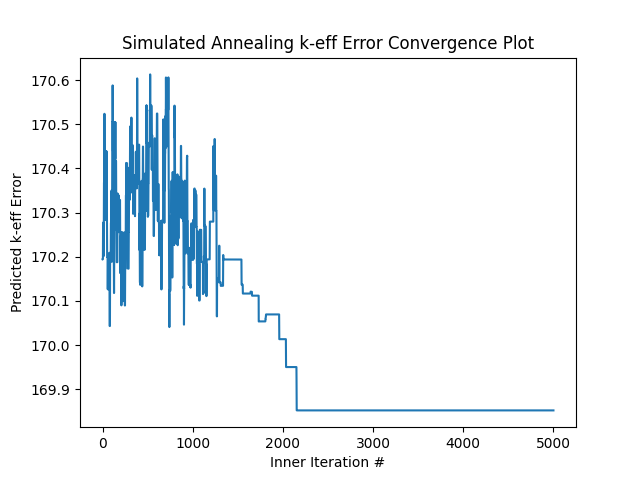 Simulated Annealing k-eff Error Convergence Plot
170.6
170.5
170.4
170.3
170.2
170.1
170.0
169.9
Predicted k-eff Error
0 1000 2000 3000 4000 5000
Inner Iteration #